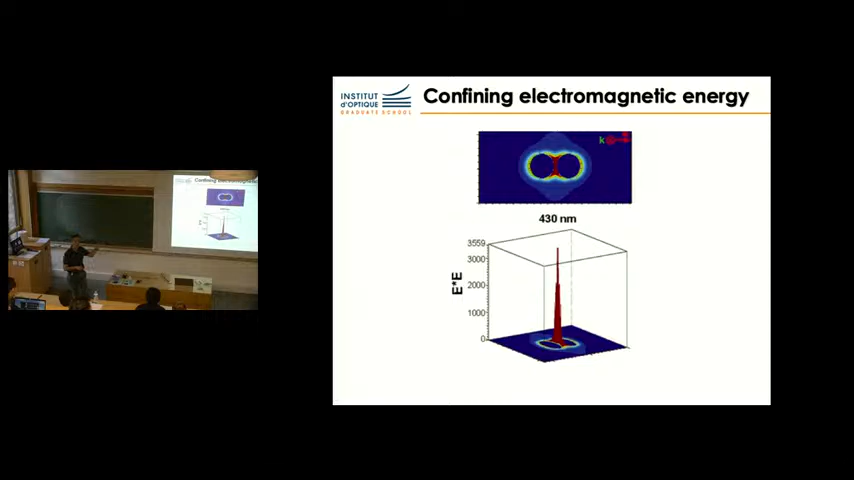 INSTITUT
d'OPTIQUE
GRADUATE SCHOOL
Confining electromagnetic energy
k
430 nm
3559
3000
2000
1000
0
E*E